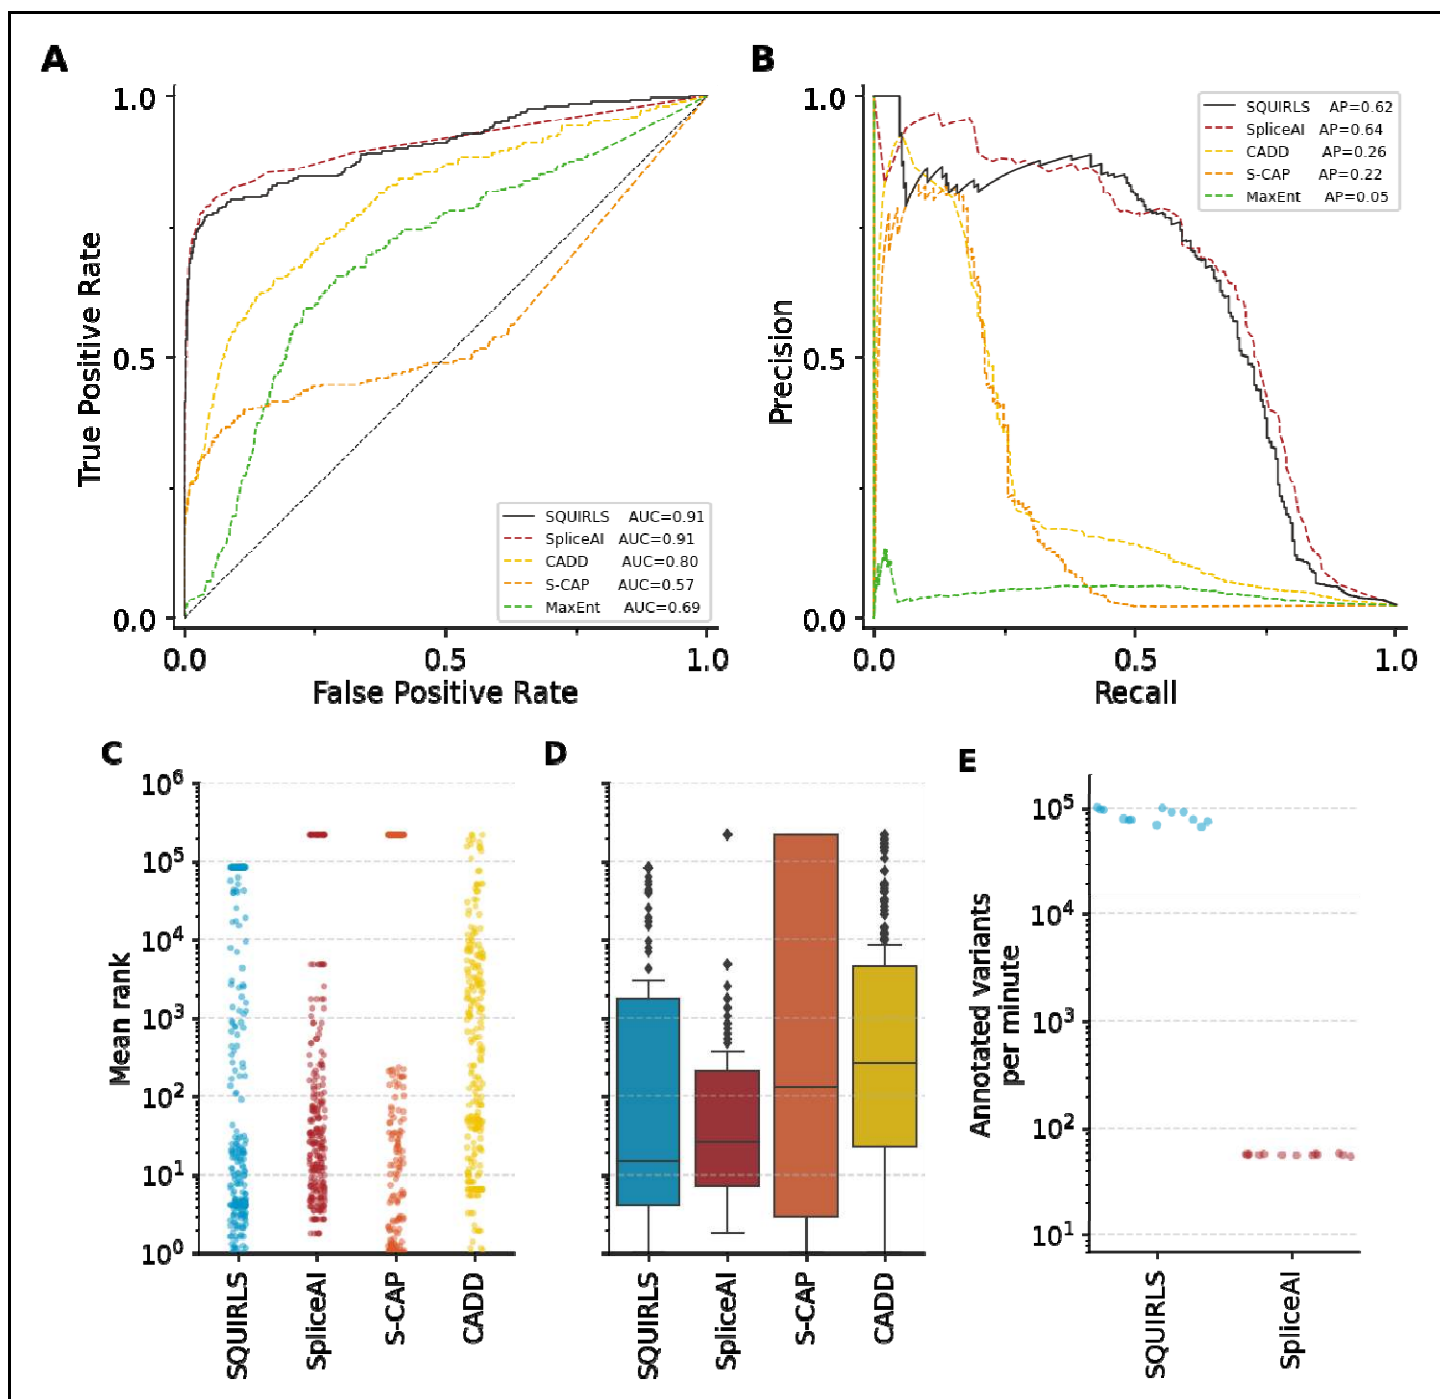 A
1.0
0.5
0.0
True Positive Rate
0.0 0.5 1.0
False Positive Rate
SQUIRLS AUC=0.91
SpliceAI AUC=0.91
CADD AUC=0.80
S-CAP AUC=0.57
MaxEnt AUC=0.69
B
1.0
0.5
0.0
Precision
0.0 0.5 1.0
Recall
SQUIRLS AP=0.62
SpliceAI AP=0.64
CADD AP=0.26
S-CAP AP=0.22
MaxEnt AP=0.05
C
10^6
10^5
10^4
10^3
10^2
10^1
10^0
Mean rank
SQUIRLS
SpliceAI
S-CAP
CADD
D
SQUIRLS
SpliceAI
S-CAP
CADD
E
10^5
10^4
10^3
10^2
10^1
Annotated variants
per minute
SQUIRLS
SpliceAI